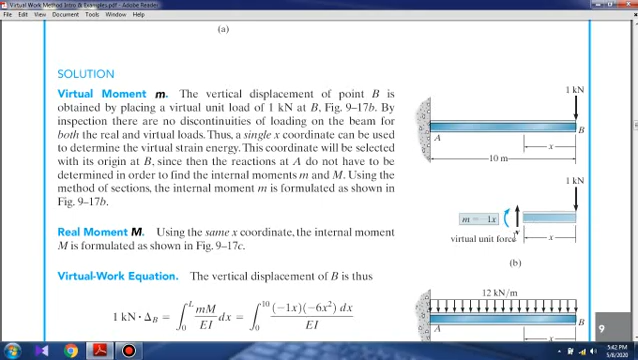 Virtual Work Method Intro & Examples.pdf - Adobe Reader
File Edit View Document Tools Window Help
(a)
SOLUTION
Virtual Moment m. The vertical displacement of point B is
obtained by placing a virtual unit load of 1 kN at B, Fig. 9–17b. By
inspection there are no discontinuities of loading on the beam for
both the real and virtual loads. Thus, a single x coordinate can be used
to determine the virtual strain energy. This coordinate will be selected
with its origin at B, since then the reactions at A do not have to be
determined in order to find the internal moments m and M. Using the
method of sections, the internal moment m is formulated as shown in
Fig. 9–17b.
Real Moment M. Using the same x coordinate, the internal moment
M is formulated as shown in Fig. 9–17c.
Virtual-Work Equation. The vertical displacement of B is thus
1 kN · Δ_B = ∫_0^L mM/EI dx = ∫_0^10 (−1x)(−6x²) dx/EI
1 kN
A
B
x
10 m
1 kN
m = −1x
v
virtual unit force
x
(b)
12 kN/m
A
B
x
9
5:42 PM
5/8/2020